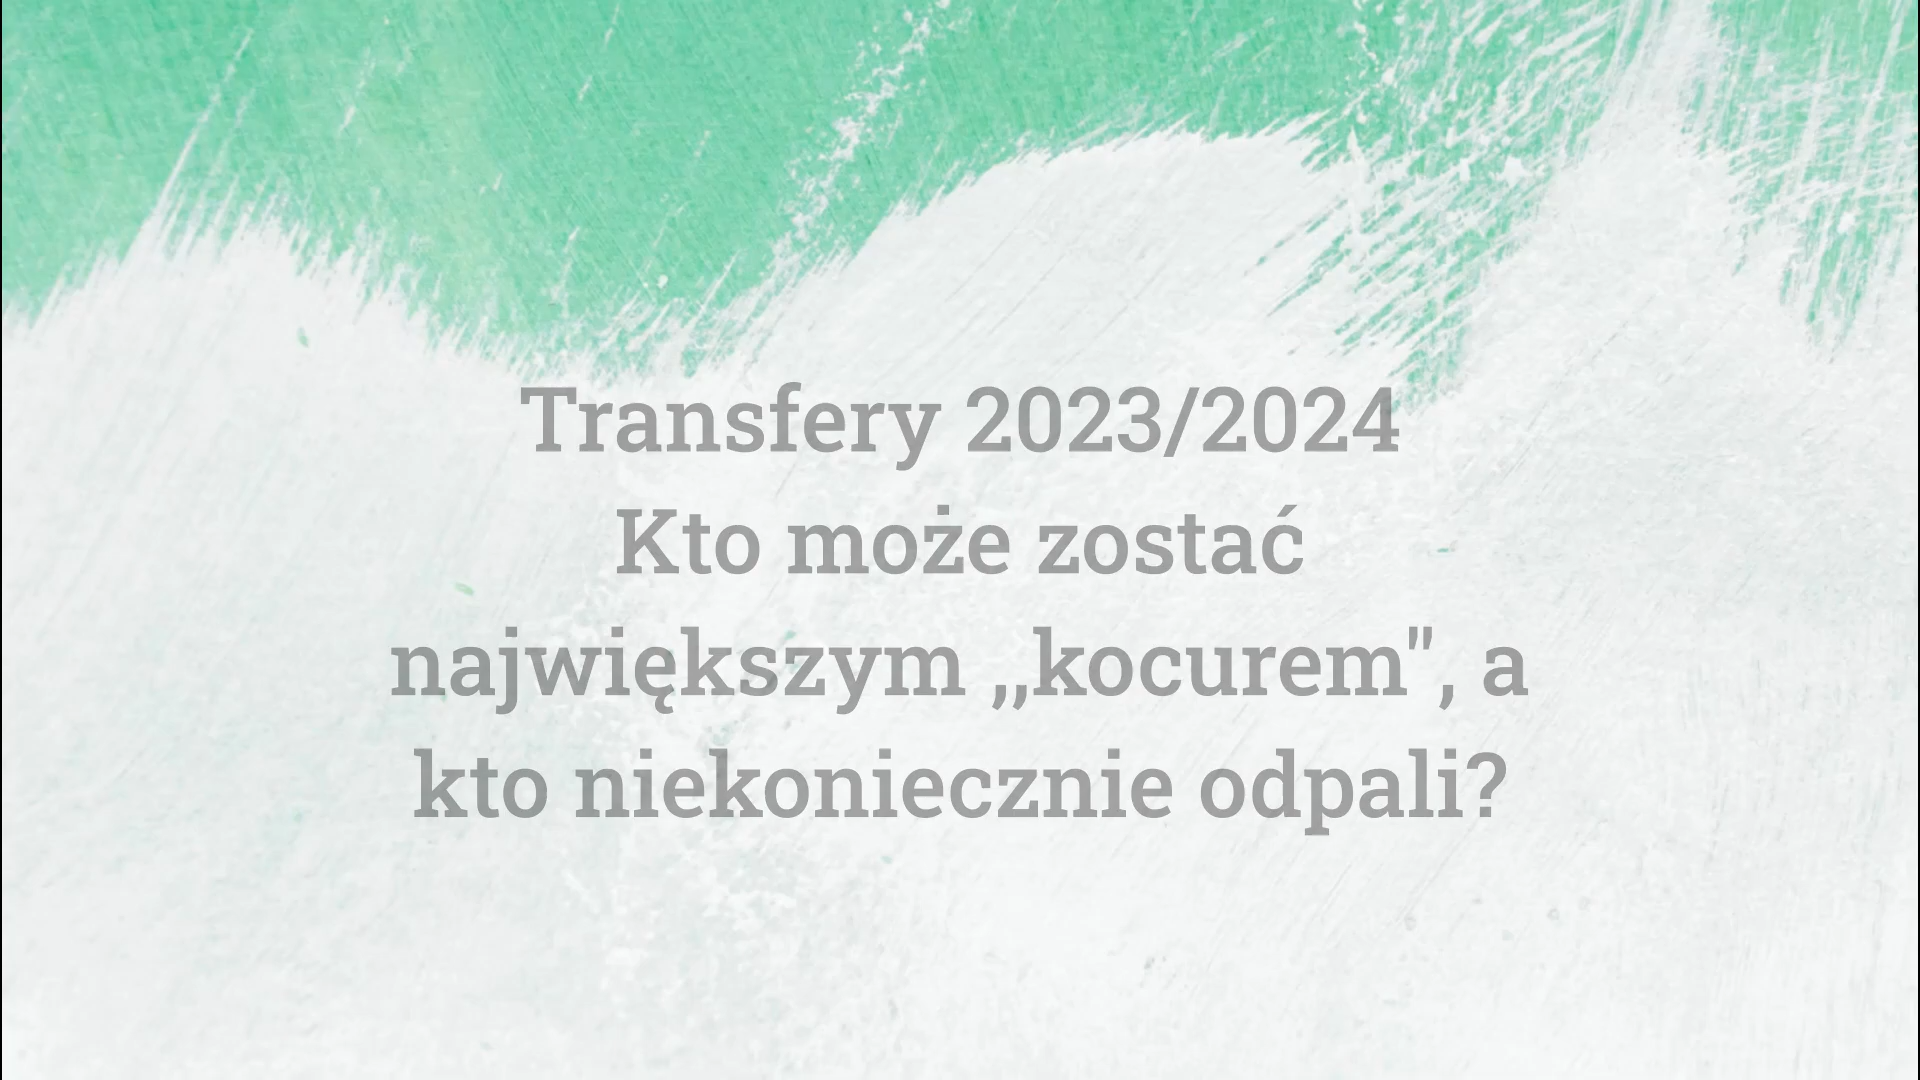 Transfery 2023/2024
Kto może zostać
największym ,,kocurem", a
kto niekoniecznie odpali?